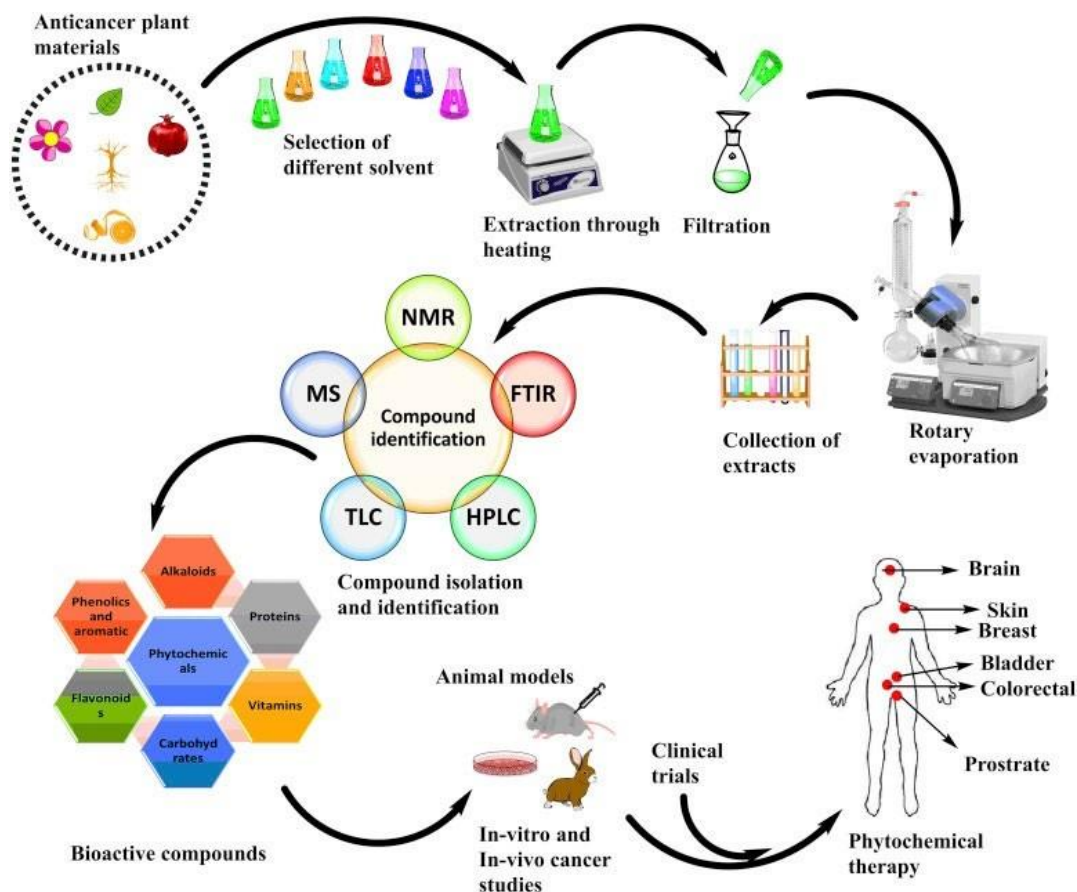 Anticancer plant
materials
Selection of
different solvent
Extraction through
heating
Filtration
Rotary
evaporation
Collection of
extracts
NMR
MS
FTIR
Compound
identification
TLC
HPLC
Compound isolation
and identification
Alkaloids
Phenolics and
aromatic
Proteins
Phytochemic
als
Flavonoid
s
Vitamins
Carbohyd
rates
Bioactive compounds
Animal models
In-vitro and
In-vivo cancer
studies
Clinical
trials
Brain
Skin
Breast
Bladder
Colorectal
Prostrate
Phytochemical
therapy